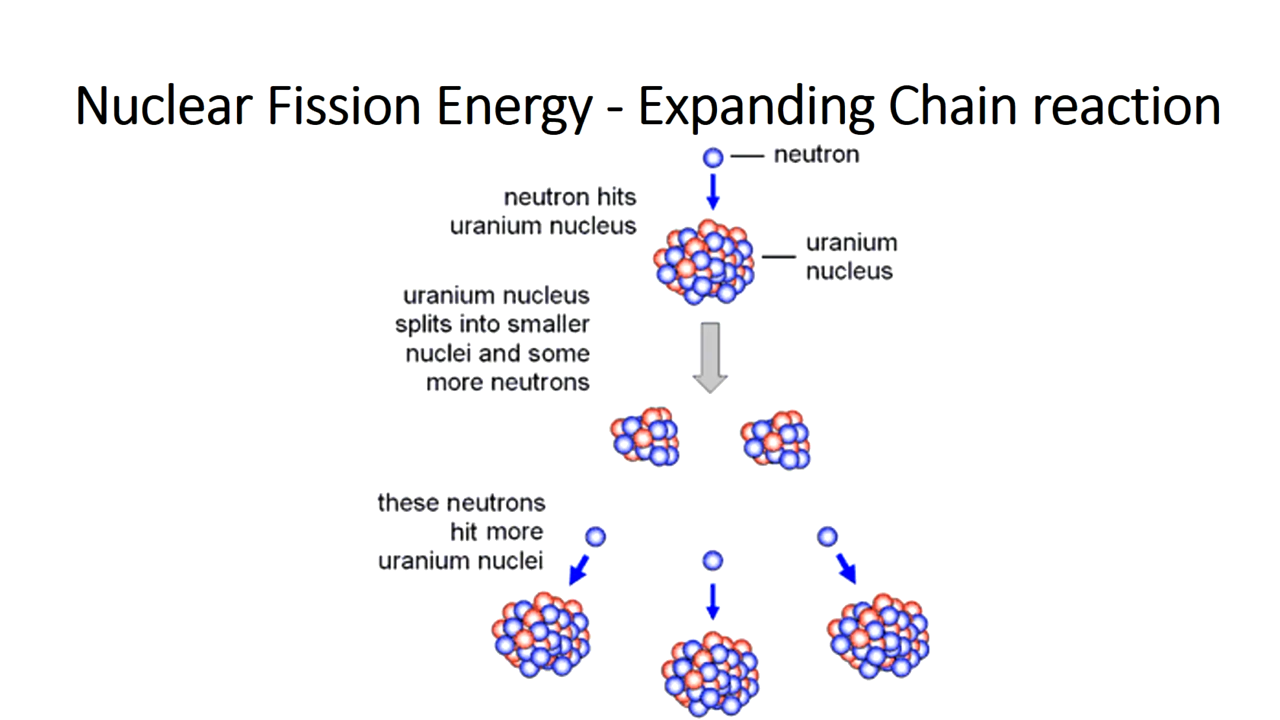 Nuclear Fission Energy - Expanding Chain reaction
neutron
neutron hits
uranium nucleus
uranium
nucleus
uranium nucleus
splits into smaller
nuclei and some
more neutrons
these neutrons
hit more
uranium nuclei